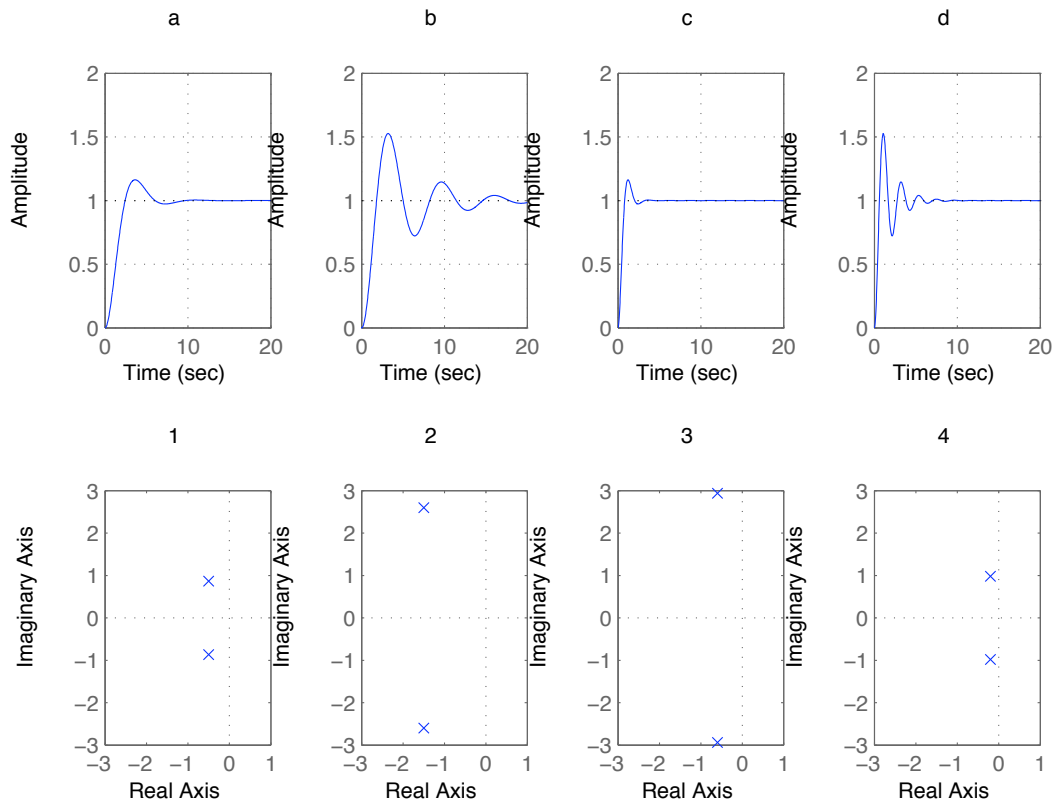 a b c d
2 2 2 2
Amplitude Amplitude Amplitude
1.5 1.5 1.5 1.5
1 1 1 1
0.5 0.5 0.5 0.5
0 0 0 0
0 10 20 0 10 20 0 10 20 0 10 20
Time (sec) Time (sec) Time (sec) Time (sec)
1 2 3 4
3 3 3 3
Imaginary Axis Imaginary Axis Imaginary Axis Imaginary Axis
2 2 2 2
1 1 1 1
0 0 0 0
−1 −1 −1 −1
−2 −2 −2 −2
−3 −3 −3 −3
−3 −2 −1 0 1 −3 −2 −1 0 1 −3 −2 −1 0 1 −3 −2 −1 0 1
Real Axis Real Axis Real Axis Real Axis